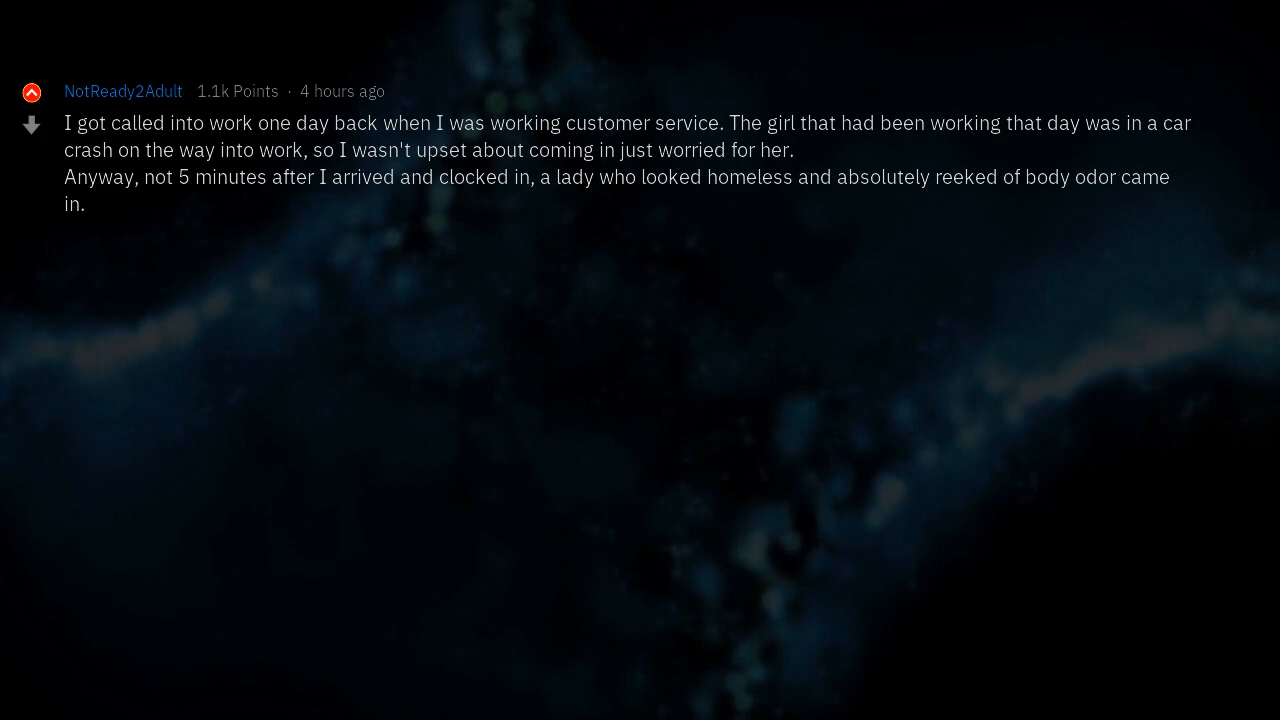 NotReady2Adult 1.1k Points · 4 hours ago
I got called into work one day back when I was working customer service. The girl that had been working that day was in a car
crash on the way into work, so I wasn't upset about coming in just worried for her.
Anyway, not 5 minutes after I arrived and clocked in, a lady who looked homeless and absolutely reeked of body odor came
in.